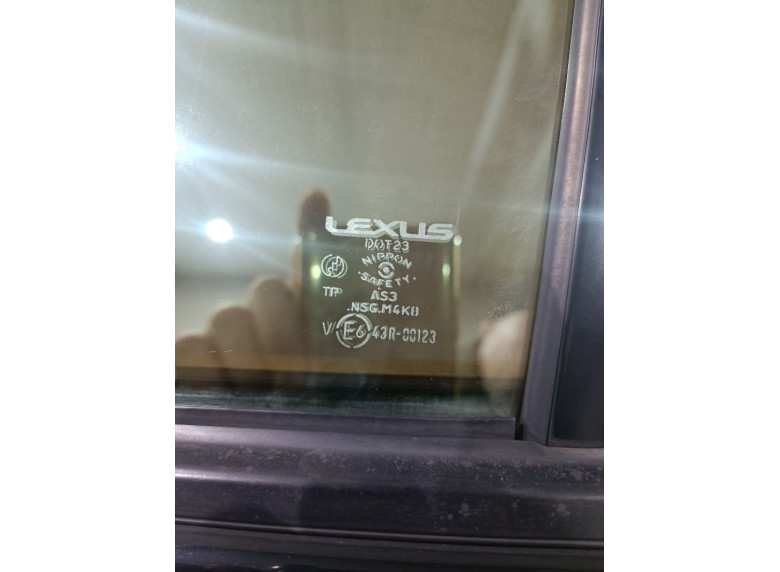 LEXUS
DOT23
NIPPON
SAFETY
TP
AS3
NSG.M4K8
V E6 43R-00123